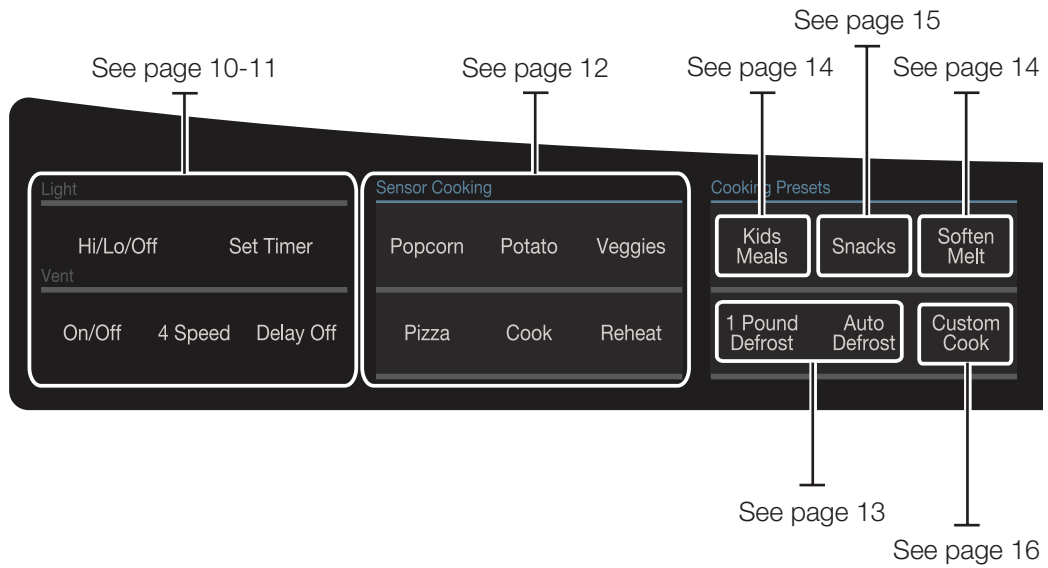 See page 15
See page 10-11
See page 12
See page 14
See page 14
Light
Sensor Cooking
Cooking Presets
Hi/Lo/Off
Set Timer
Popcorn
Potato
Veggies
Kids
Meals
Snacks
Soften
Melt
Vent
On/Off
4 Speed
Delay Off
Pizza
Cook
Reheat
1 Pound
Defrost
Auto
Defrost
Custom
Cook
See page 13
See page 16